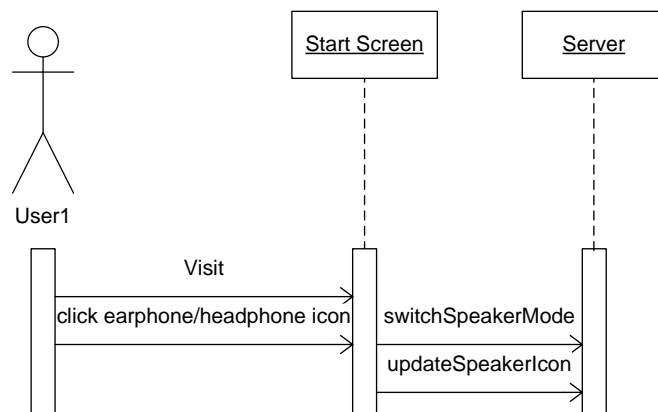 Start Screen
Server
User1
Visit
click earphone/headphone icon
switchSpeakerMode
updateSpeakerIcon